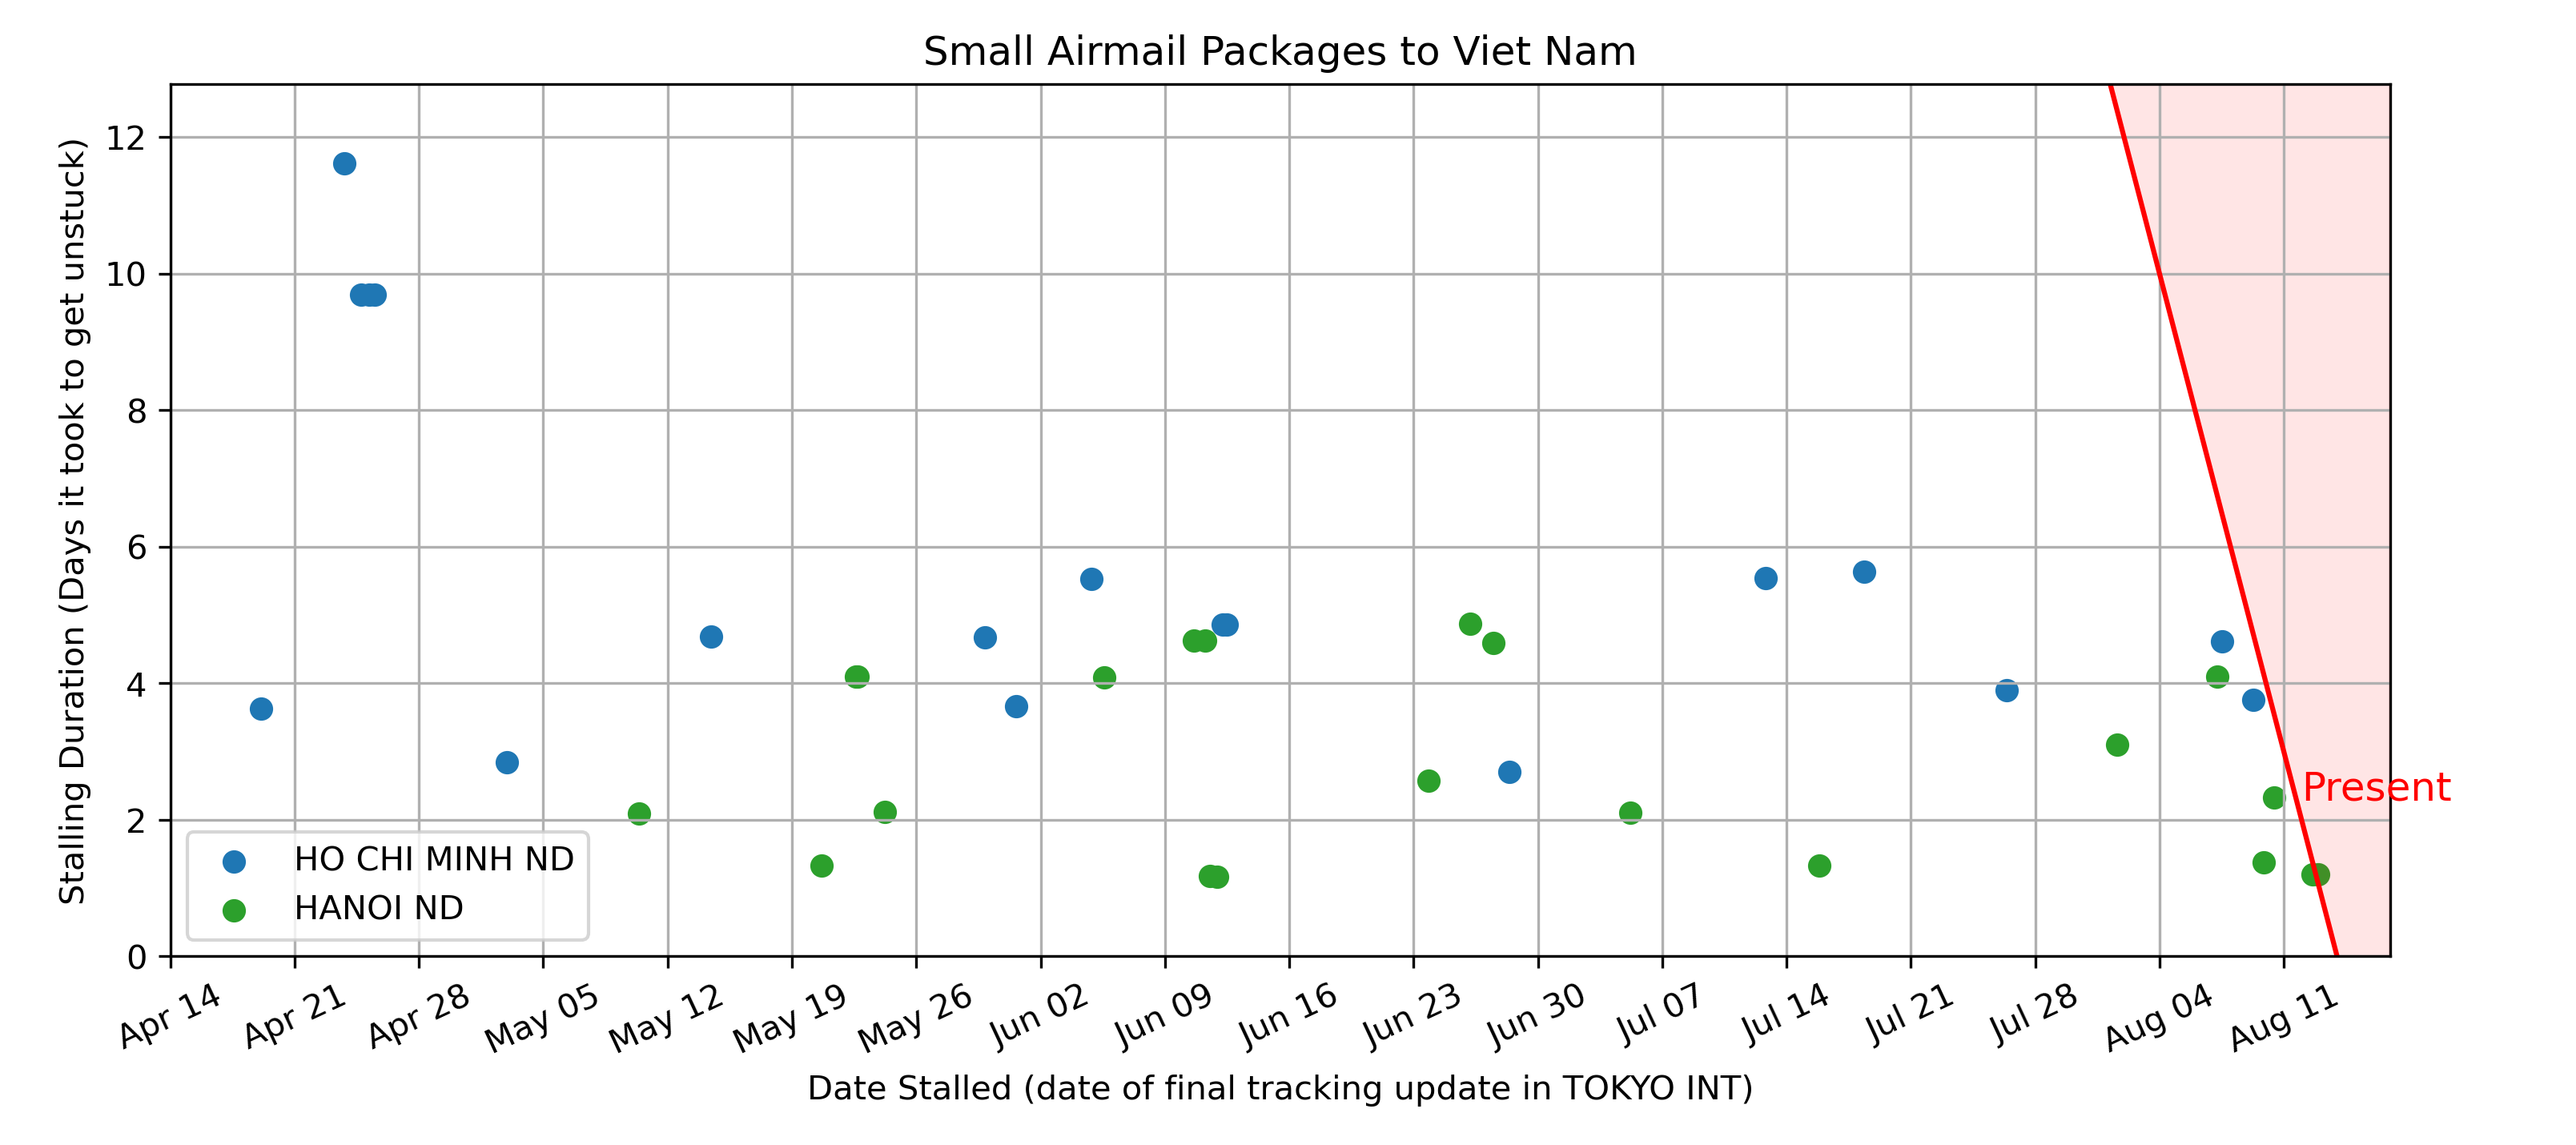 Small Airmail Packages to Viet Nam
Stalling Duration (Days it took to get unstuck)
12
10
8
6
4
2
0
Present
HO CHI MINH ND
HANOI ND
Apr 14
Apr 21
Apr 28
May 05
May 12
May 19
May 26
Jun 02
Jun 09
Jun 16
Jun 23
Jun 30
Jul 07
Jul 14
Jul 21
Jul 28
Aug 04
Aug 11
Date Stalled (date of final tracking update in TOKYO INT)